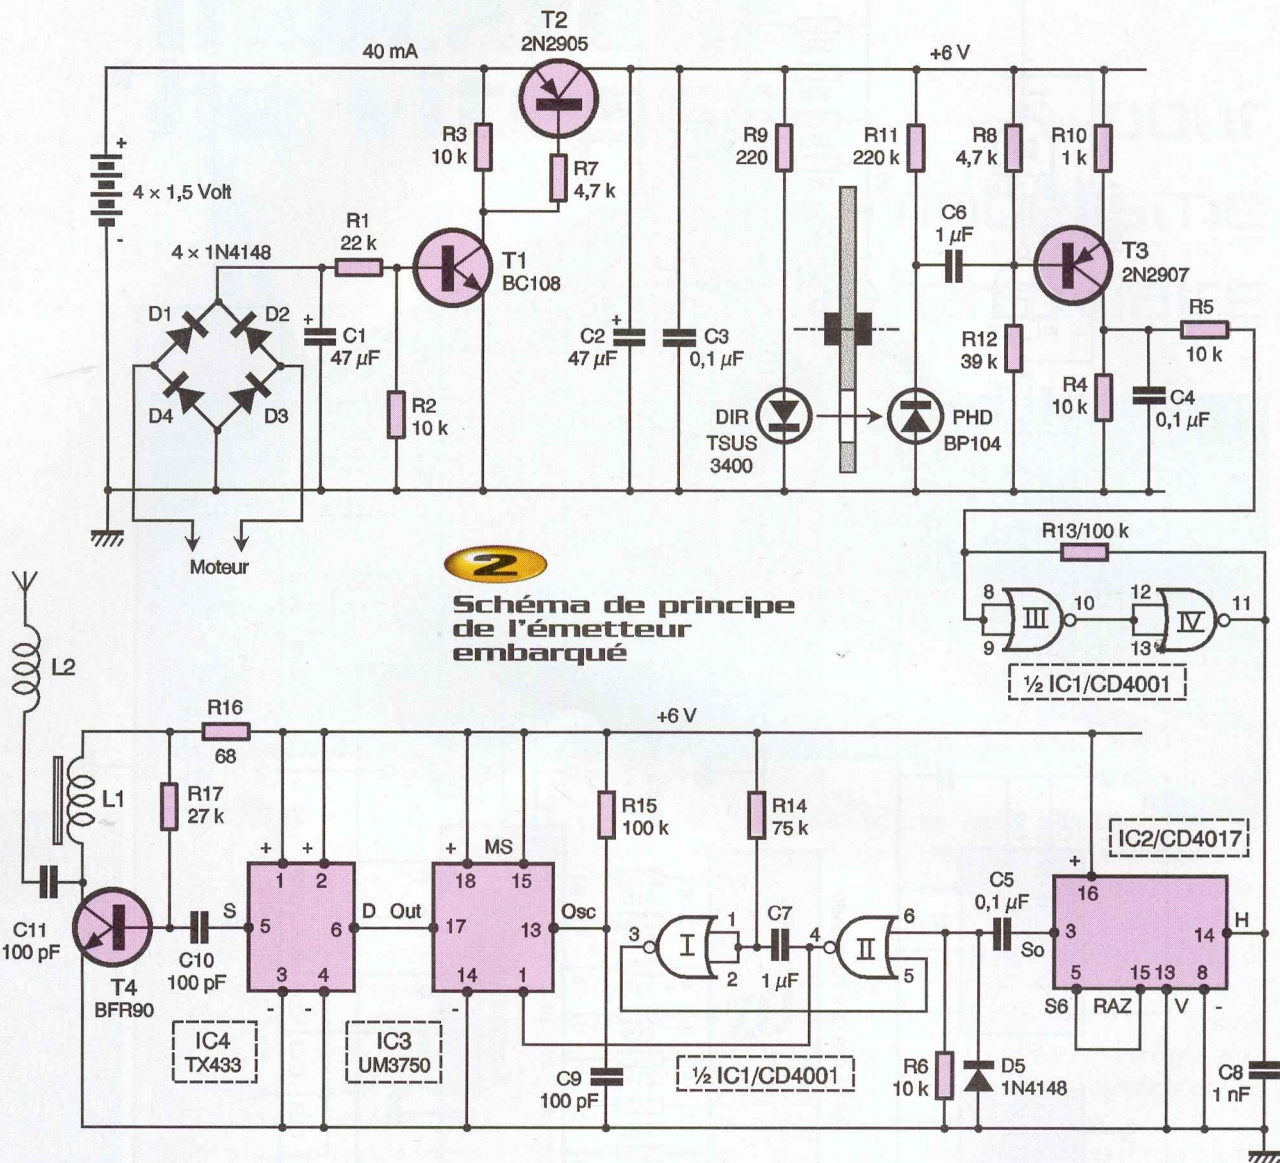 T2
2N2905
40 mA
+6 V
R3
10 k
R7
4,7 k
R9
220
R11
220 k
R8
4,7 k
R10
1 k
+
4 × 1,5 Volt
-
R1
22 k
4 × 1N4148
T1
BC108
C6
1 µF
T3
2N2907
D1
D2
+
C1
47 µF
+
C2
47 µF
C3
0,1 µF
R12
39 k
R5
10 k
D4
D3
R2
10 k
DIR
TSUS
3400
PHD
BP104
R4
10 k
C4
0,1 µF
Moteur
R13/100 k
2
Schéma de principe
de l'émetteur
embarqué
8
9
III
10
12
13
IV
11
½ IC1/CD4001
L2
R16
68
+6 V
L1
R17
27 k
R15
100 k
R14
75 k
IC2/CD4017
+
+
1
2
+
MS
18
15
+
16
C11
100 pF
S
5
6
D
Out
17
13
Osc
3
I
1
2
C7
1 µF
4
II
6
5
C5
0,1 µF
So
3
14
H
C10
100 pF
T4
BFR90
3
4
-
-
14
1
-
5
15
13
8
S6
RAZ
V
-
IC4
TX433
IC3
UM3750
C9
100 pF
½ IC1/CD4001
R6
10 k
D5
1N4148
C8
1 nF